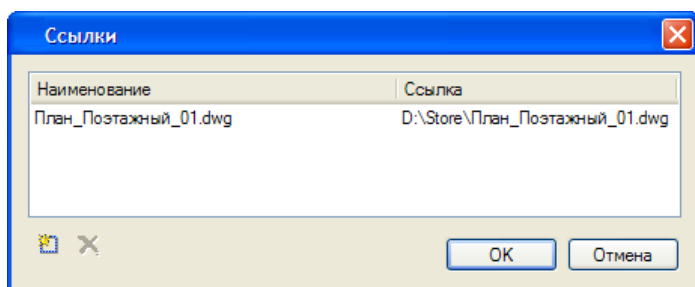 Ссылки
Наименование Ссылка
План_Поэтажный_01.dwg D:\Store\План_Поэтажный_01.dwg
OK Отмена